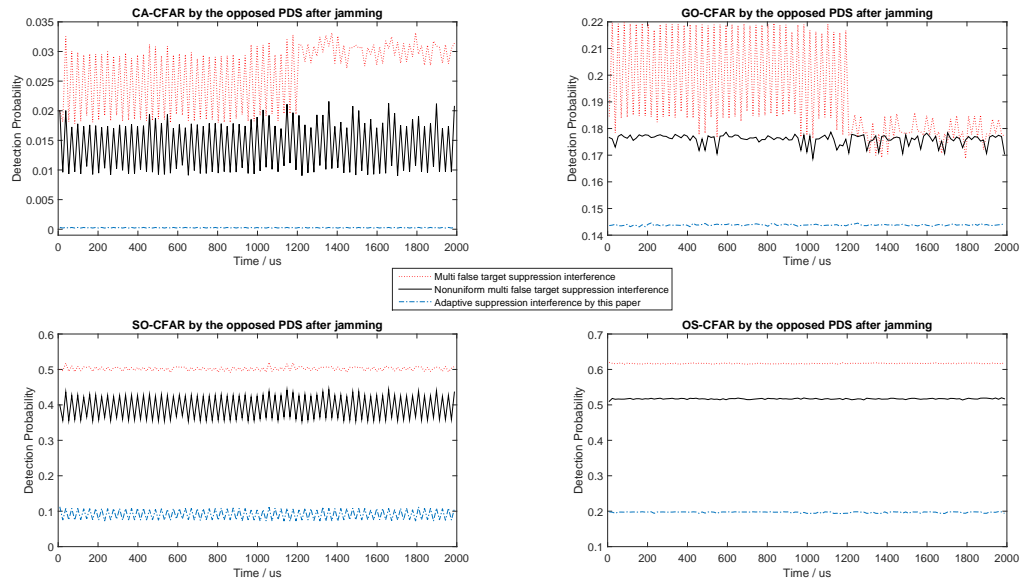 CA-CFAR by the opposed PDS after jamming
0.035
0.03
0.025
0.02
0.015
0.01
0.005
0
Detection Probability
0 200 400 600 800 1000 1200 1400 1600 1800 2000
Time / us
GO-CFAR by the opposed PDS after jamming
0.22
0.21
0.2
0.19
0.18
0.17
0.16
0.15
0.14
Detection Probability
0 200 400 600 800 1000 1200 1400 1600 1800 2000
Time / us
Multi false target suppression interference
Nonuniform multi false target suppression interference
Adaptive suppression interference by this paper
SO-CFAR by the opposed PDS after jamming
0.6
0.5
0.4
0.3
0.2
0.1
0
Detection Probability
0 200 400 600 800 1000 1200 1400 1600 1800 2000
Time / us
OS-CFAR by the opposed PDS after jamming
0.7
0.6
0.5
0.4
0.3
0.2
0.1
Detection Probability
0 200 400 600 800 1000 1200 1400 1600 1800 2000
Time / us